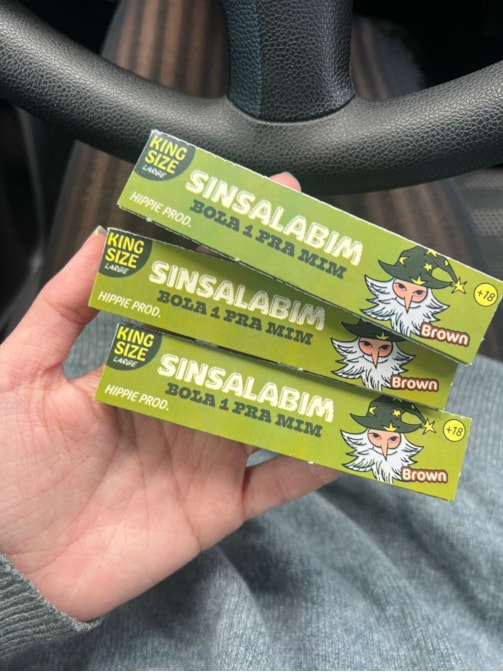 KING
SIZE
LARGE
HIPPIE PROD.
SINSALABIM
BOLA 1 PRA MIM
+18
Brown
KING
SIZE
LARGE
HIPPIE PROD.
SINSALABIM
BOLA 1 PRA MIM
Brown
KING
SIZE
LARGE
HIPPIE PROD.
SINSALABIM
BOLA 1 PRA MIM
+18
Brown